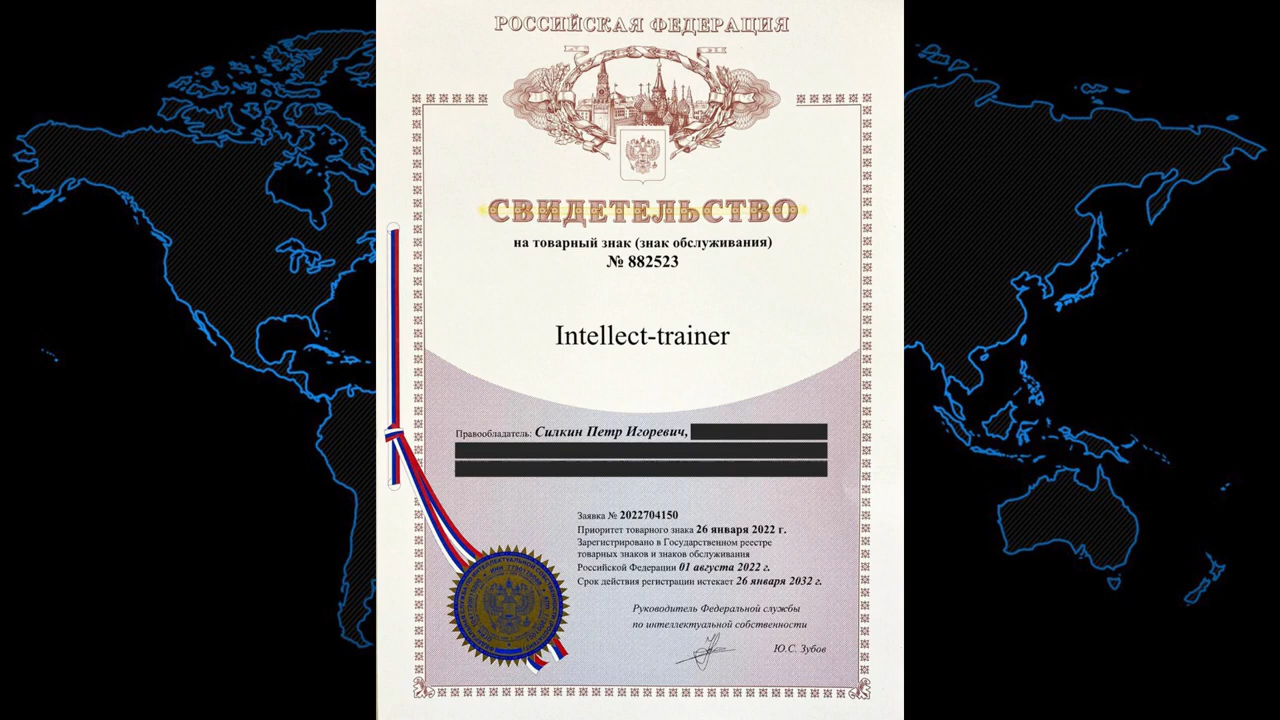 РОССИЙСКАЯ ФЕДЕРАЦИЯ
СВИДЕТЕЛЬСТВО
на товарный знак (знак обслуживания)
№ 882523
Intellect-trainer
Правообладатель: Силкин Петр Игоревич,
Заявка № 2022704150
Приоритет товарного знака 26 января 2022 г.
Зарегистрировано в Государственном реестре
товарных знаков и знаков обслуживания
Российской Федерации 01 августа 2022 г.
Срок действия регистрации истекает 26 января 2032 г.
Руководитель Федеральной службы
по интеллектуальной собственности
Ю.С. Зубов